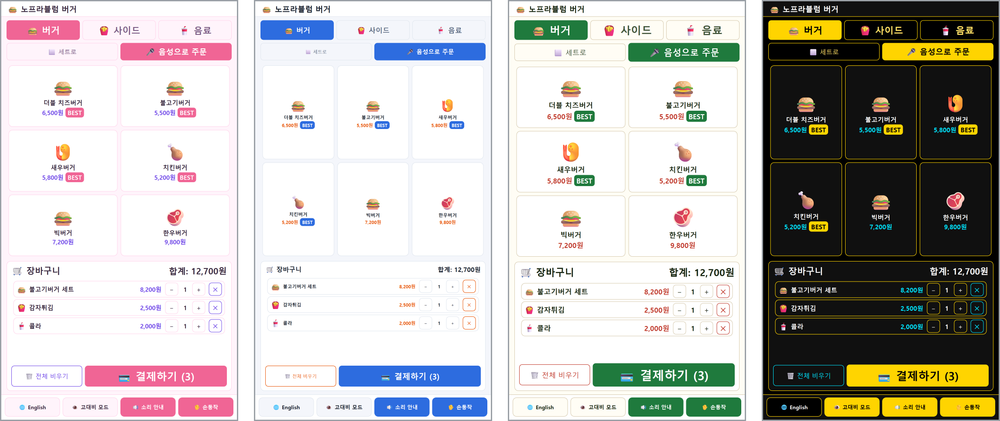 노프라블럼 버거
버거 사이드 음료
세트로 음성으로 주문
더블 치즈버거 불고기버거
6,500원 BEST 5,500원 BEST
새우버거 치킨버거
5,800원 BEST 5,200원 BEST
빅버거 한우버거
7,200원 9,800원
장바구니 합계: 12,700원
불고기버거 세트 8,200원 − 1 + ×
감자튀김 2,500원 − 1 + ×
콜라 2,000원 − 1 + ×
전체 비우기 결제하기 (3)
English 고대비 모드 소리 안내 손동작
노프라블럼 버거
버거 사이드 음료
세트로 음성으로 주문
더블 치즈버거 불고기버거 새우버거
6,500원 BEST 5,500원 BEST 5,800원 BEST
치킨버거 빅버거 한우버거
5,200원 BEST 7,200원 9,800원
장바구니 합계: 12,700원
불고기버거 세트 8,200원 − 1 + ×
감자튀김 2,500원 − 1 + ×
콜라 2,000원 − 1 + ×
전체 비우기 결제하기 (3)
English 고대비 모드 소리 안내 손동작
노프라블럼 버거
버거 사이드 음료
세트로 음성으로 주문
더블 치즈버거 불고기버거
6,500원 BEST 5,500원 BEST
새우버거 치킨버거
5,800원 BEST 5,200원 BEST
빅버거 한우버거
7,200원 9,800원
장바구니 합계: 12,700원
불고기버거 세트 8,200원 − 1 + ×
감자튀김 2,500원 − 1 + ×
콜라 2,000원 − 1 + ×
전체 비우기 결제하기 (3)
English 고대비 모드 소리 안내 손동작
노프라블럼 버거
버거 사이드 음료
세트로 음성으로 주문
더블 치즈버거 불고기버거 새우버거
6,500원 BEST 5,500원 BEST 5,800원 BEST
치킨버거 빅버거 한우버거
5,200원 BEST 7,200원 9,800원
장바구니 합계: 12,700원
불고기버거 세트 8,200원 − 1 + ×
감자튀김 2,500원 − 1 + ×
콜라 2,000원 − 1 + ×
전체 비우기 결제하기 (3)
English 고대비 모드 소리 안내 손동작